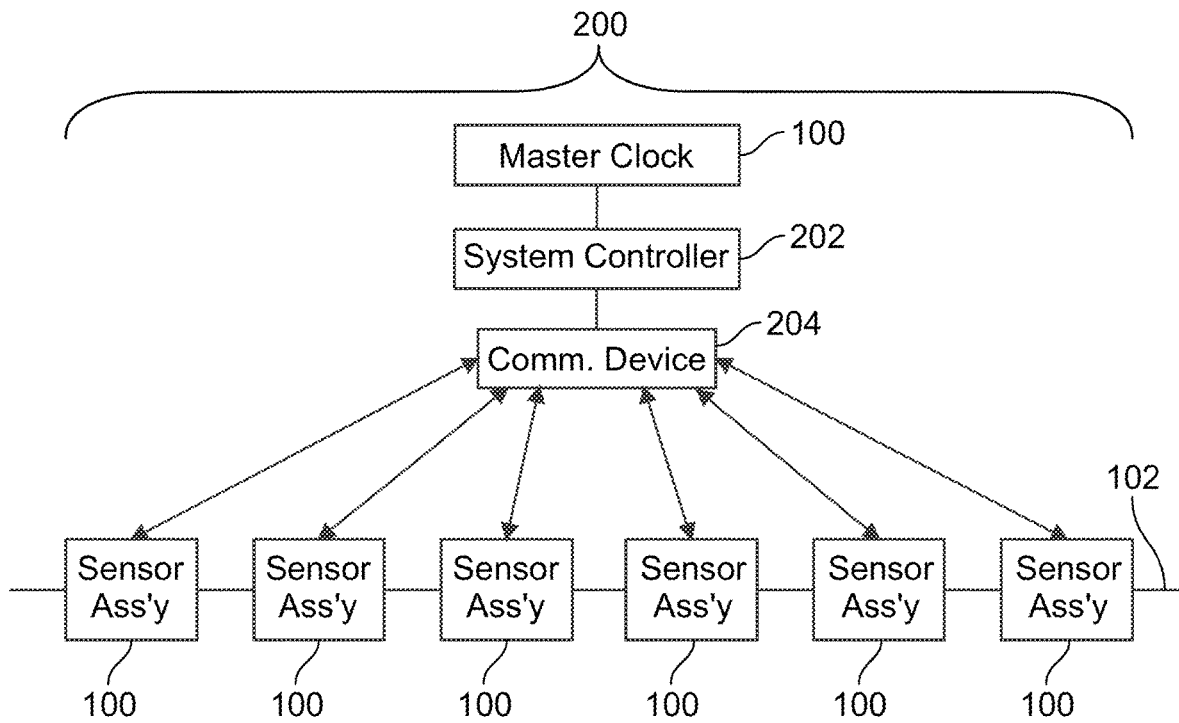 200
Master Clock
100
System Controller
202
Comm. Device
204
102
Sensor
Ass'y
Sensor
Ass'y
Sensor
Ass'y
Sensor
Ass'y
Sensor
Ass'y
Sensor
Ass'y
100
100
100
100
100
100